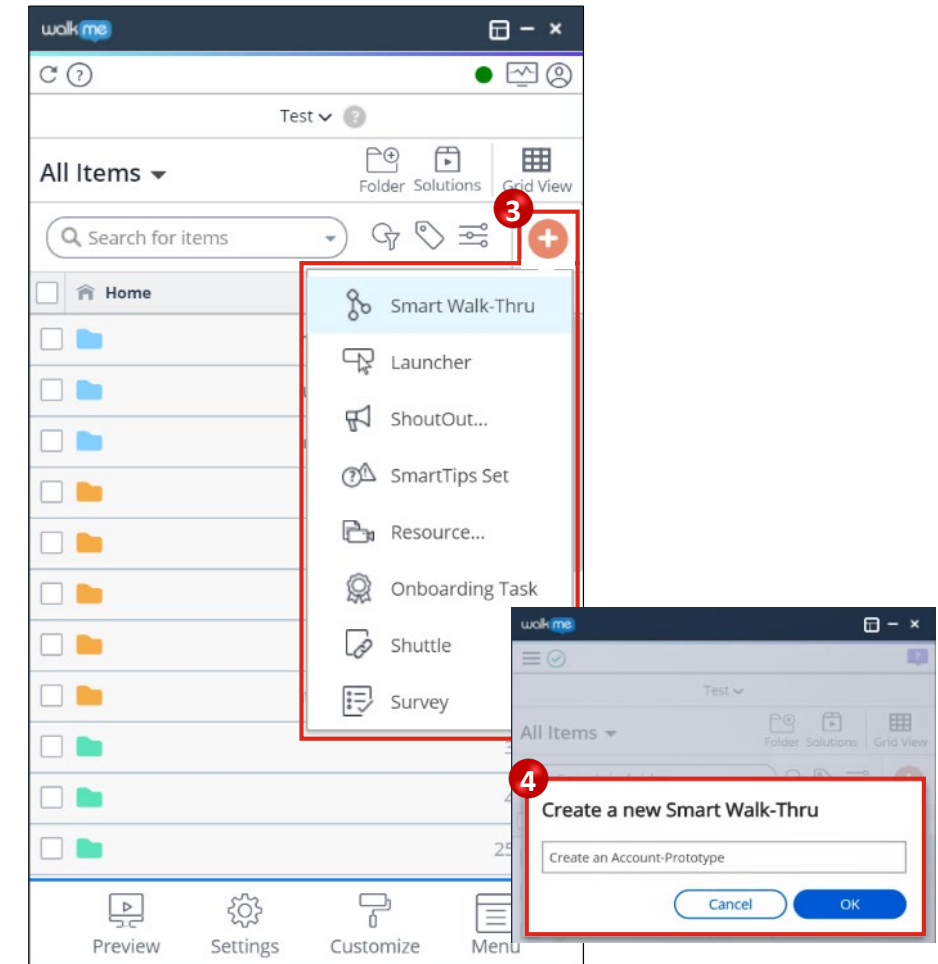 walkme
Test
All Items
Folder Solutions Grid View
3
Search for items
Home
Smart Walk-Thru
Launcher
ShoutOut...
SmartTips Set
Resource...
Onboarding Task
Shuttle
Survey
25
Preview Settings Customize Menu
walkme
Test
All Items
Folder Solutions Grid View
4
Create a new Smart Walk-Thru
Create an Account-Prototype
Cancel OK